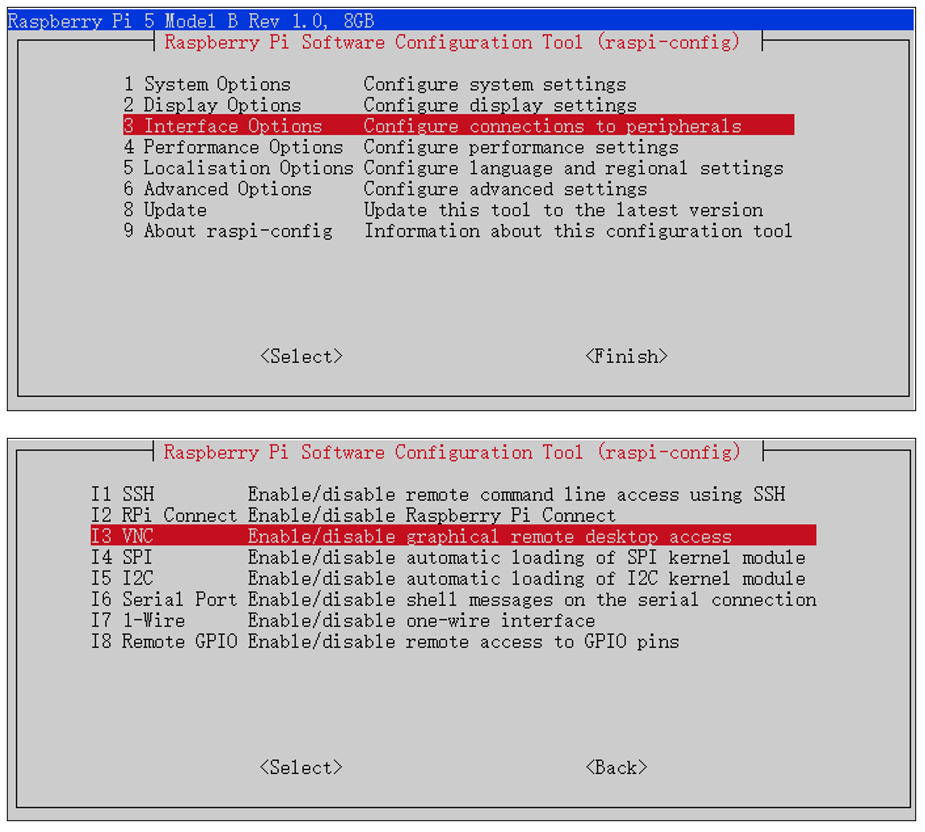 Raspberry Pi 5 Model B Rev 1.0, 8GB
Raspberry Pi Software Configuration Tool (raspi-config)
1 System Options Configure system settings
2 Display Options Configure display settings
3 Interface Options Configure connections to peripherals
4 Performance Options Configure performance settings
5 Localisation Options Configure language and regional settings
6 Advanced Options Configure advanced settings
8 Update Update this tool to the latest version
9 About raspi-config Information about this configuration tool
<Select> <Finish>
Raspberry Pi Software Configuration Tool (raspi-config)
I1 SSH Enable/disable remote command line access using SSH
I2 RPi Connect Enable/disable Raspberry Pi Connect
I3 VNC Enable/disable graphical remote desktop access
I4 SPI Enable/disable automatic loading of SPI kernel module
I5 I2C Enable/disable automatic loading of I2C kernel module
I6 Serial Port Enable/disable shell messages on the serial connection
I7 1-Wire Enable/disable one-wire interface
I8 Remote GPIO Enable/disable remote access to GPIO pins
<Select> <Back>